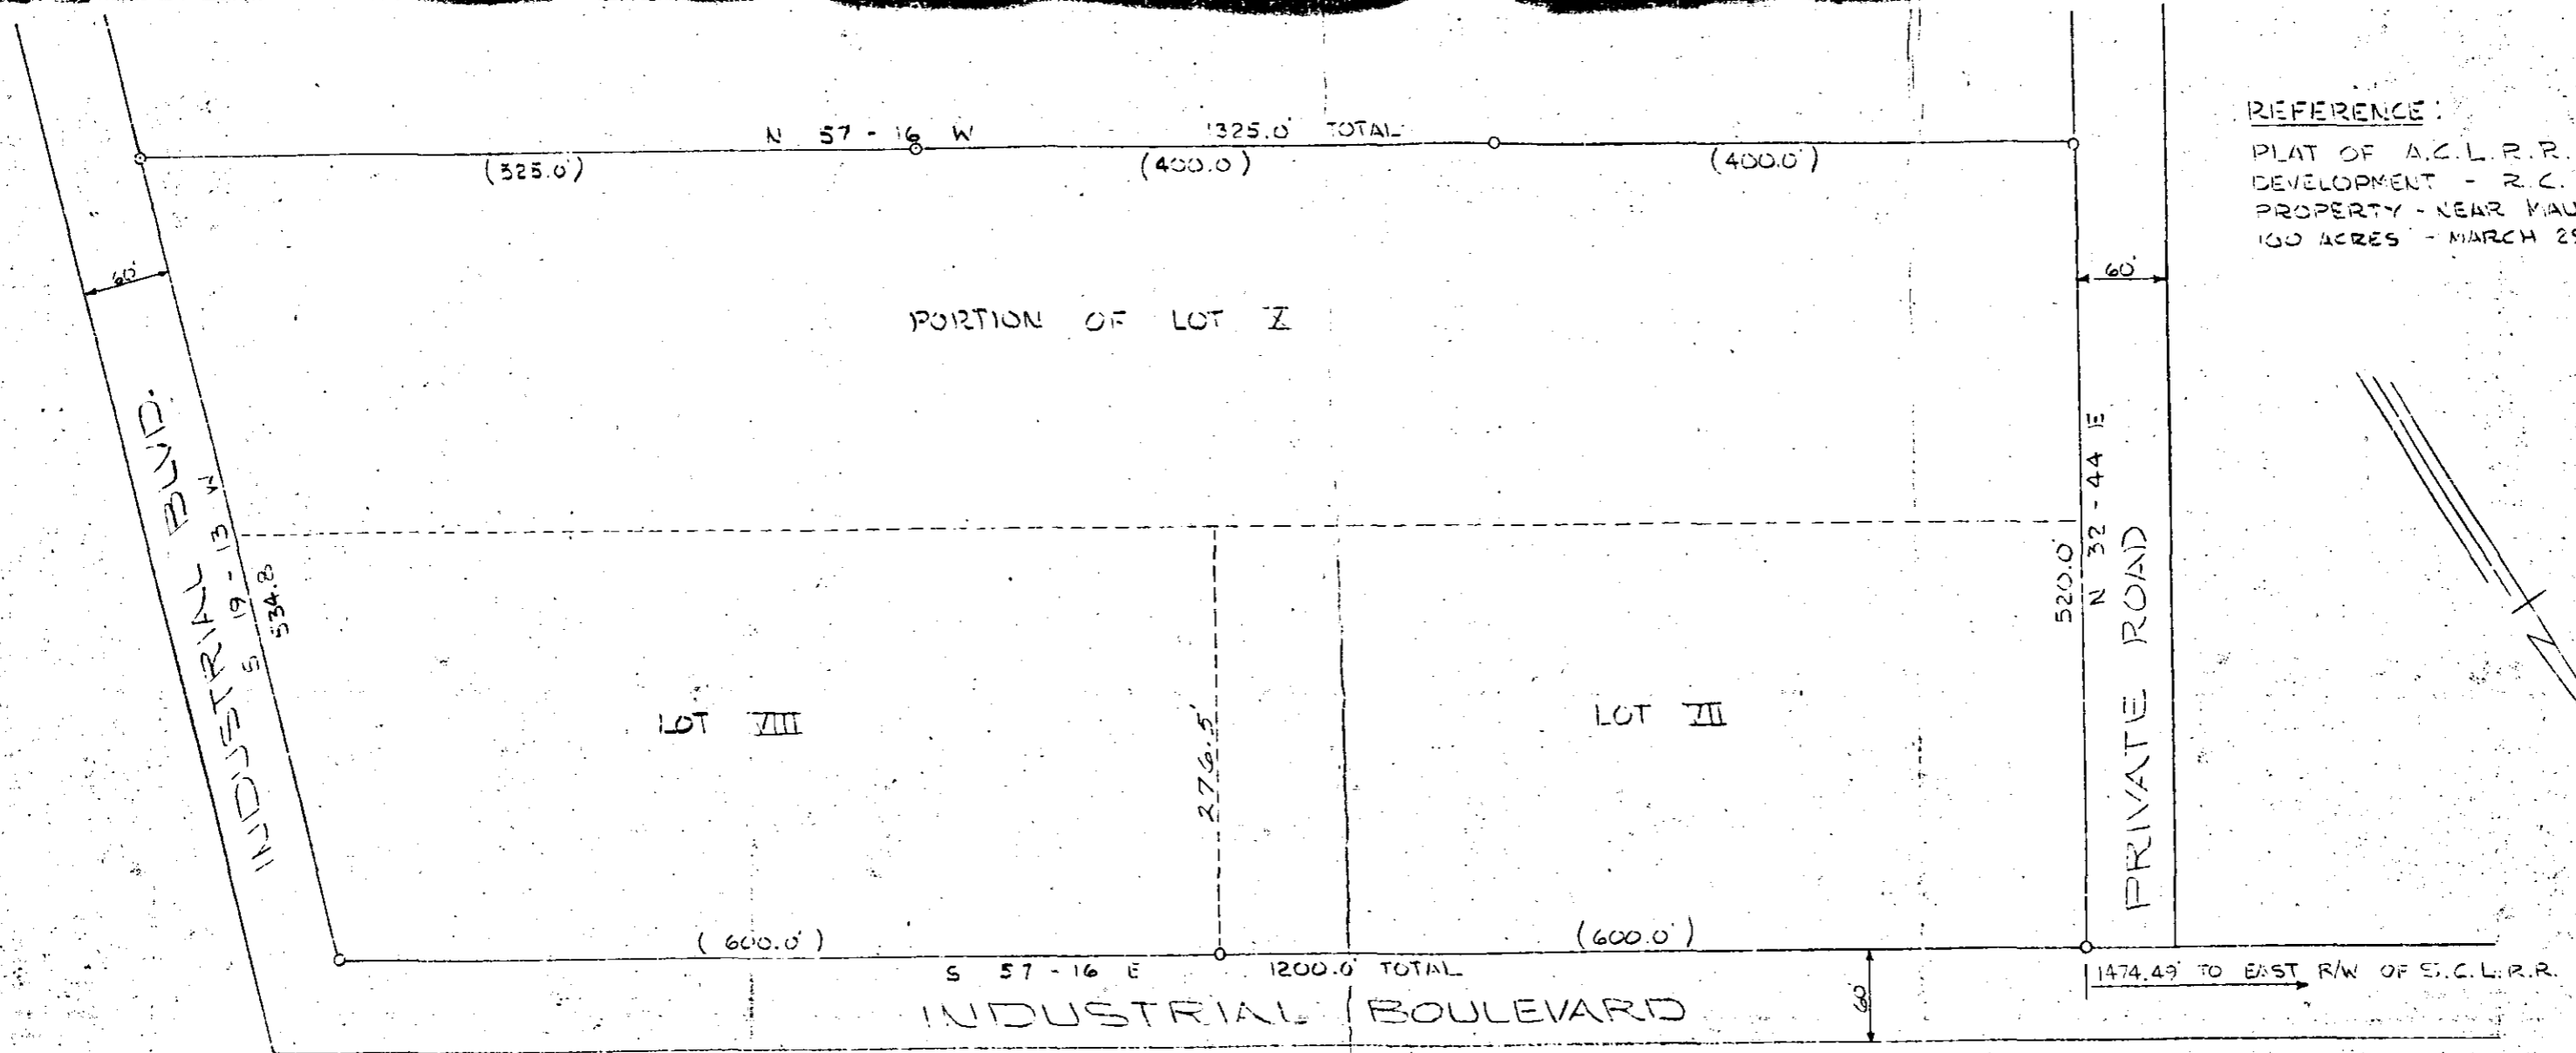 N 57 - 16 W 1325.0' TOTAL
(525.0') (400.0) (400.0')
REFERENCE:
PLAT OF A.C.L.R.R.
DEVELOPMENT - R.C.
PROPERTY - NEAR MAU
100 ACRES - MARCH
60'
60'
PORTION OF LOT X
INDUSTRIAL BLVD.
S 19 - 13 W
534.8
N 32 - 44 E
520.0'
PRIVATE ROAD
276.5'
LOT VIII
LOT VII
(600.0') (600.0')
S 57 - 16 E 1200.0' TOTAL
1474.49' TO EAST R/W OF S.C.L.R.R.
INDUSTRIAL BOULEVARD
60'